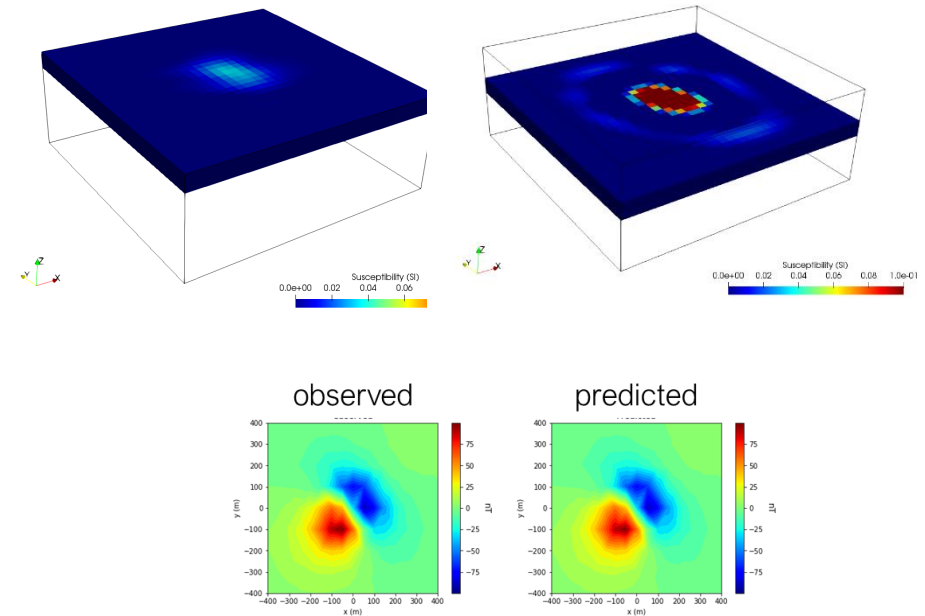 Z
Y
X
Susceptibility (SI)
0.0e+00 0.02 0.04 0.06
Z
Y
X
Susceptibility (SI)
0.0e+00 0.02 0.04 0.06 0.08 1.0e-01
observed
predicted
400
300
200
100
0
−100
−200
−300
−400
y (m)
−400 −300 −200 −100 0 100 200 300 400
x (m)
75
50
25
0
−25
−50
−75
nT
400
300
200
100
0
−100
−200
−300
−400
y (m)
−400 −300 −200 −100 0 100 200 300 400
x (m)
75
50
25
0
−25
−50
−75
nT